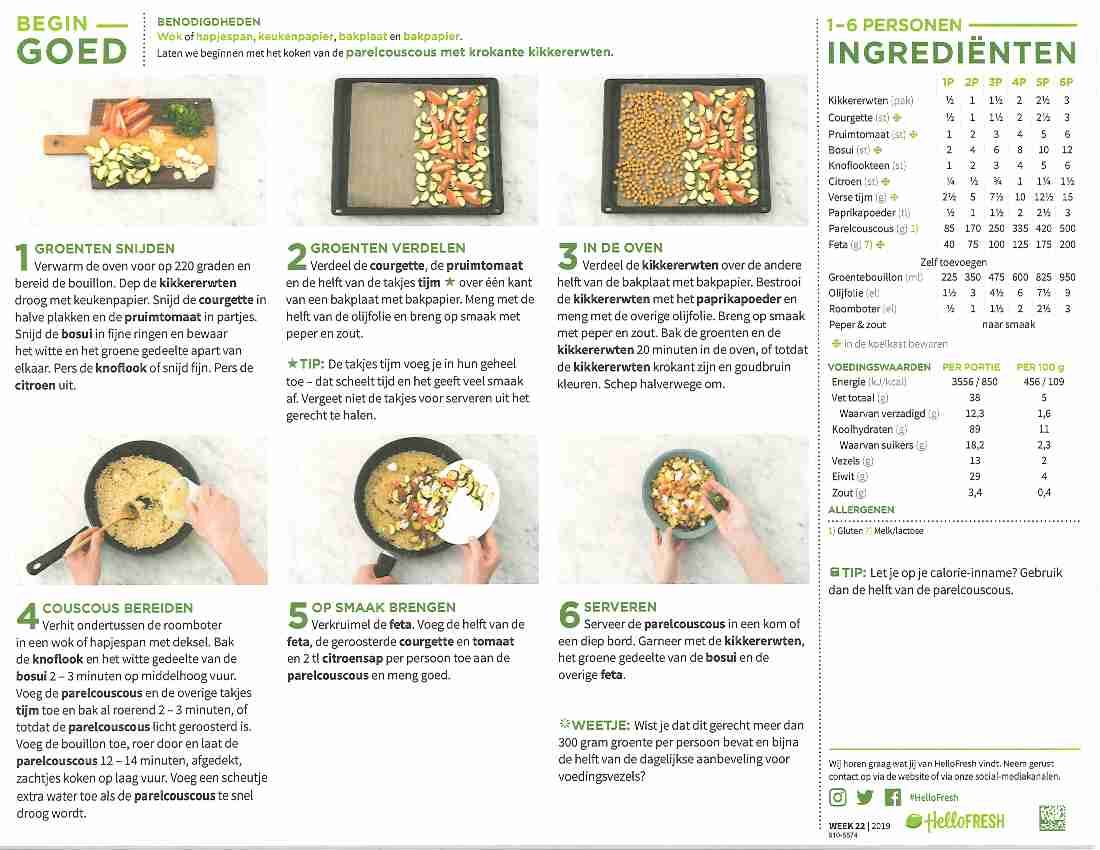 BEGIN
GOED
BENODIGDHEDEN
Wok of hapjespan, keukenpapier, bakplaat en bakpapier.
Laten we beginnen met het koken van de parelcouscous met krokante kikkererwten.
1 GROENTEN SNIJDEN
Verwarm de oven voor op 220 graden en
bereid de bouillon. Dep de kikkererwten
droog met keukenpapier. Snijd de courgette in
halve plakken en de pruimtomaat in partjes.
Snijd de bosui in fijne ringen en bewaar
het witte en het groene gedeelte apart van
elkaar. Pers de knoflook of snijd fijn. Pers de
citroen uit.
2 GROENTEN VERDELEN
Verdeel de courgette, de pruimtomaat
en de helft van de takjes tijm ★ over één kant
van een bakplaat met bakpapier. Meng met de
helft van de olijfolie en breng op smaak met
peper en zout.
★TIP: De takjes tijm voeg je in hun geheel
toe – dat scheelt tijd en het geeft veel smaak
af. Vergeet niet de takjes voor serveren uit het
gerecht te halen.
3 IN DE OVEN
Verdeel de kikkererwten over de andere
helft van de bakplaat met bakpapier. Bestrooi
de kikkererwten met het paprikapoeder en
meng met de overige olijfolie. Breng op smaak
met peper en zout. Bak de groenten en de
kikkererwten 20 minuten in de oven, of totdat
de kikkererwten krokant zijn en goudbruin
kleuren. Schep halverwege om.
4 COUSCOUS BEREIDEN
Verhit ondertussen de roomboter
in een wok of hapjespan met deksel. Bak
de knoflook en het witte gedeelte van de
bosui 2 – 3 minuten op middelhoog vuur.
Voeg de parelcouscous en de overige takjes
tijm toe en bak al roerend 2 – 3 minuten, of
totdat de parelcouscous licht geroosterd is.
Voeg de bouillon toe, roer door en laat de
parelcouscous 12 – 14 minuten, afgedekt,
zachtjes koken op laag vuur. Voeg een scheutje
extra water toe als de parelcouscous te snel
droog wordt.
5 OP SMAAK BRENGEN
Verkruimel de feta. Voeg de helft van de
feta, de geroosterde courgette en tomaat
en 2 tl citroensap per persoon toe aan de
parelcouscous en meng goed.
6 SERVEREN
Serveer de parelcouscous in een kom of
een diep bord. Garneer met de kikkererwten,
het groene gedeelte van de bosui en de
overige feta.
WEETJE: Wist je dat dit gerecht meer dan
300 gram groente per persoon bevat en bijna
de helft van de dagelijkse aanbeveling voor
voedingsvezels?
1–6 PERSONEN
INGREDIËNTEN
1P 2P 3P 4P 5P 6P
Kikkererwten (pak) ½ 1 1½ 2 2½ 3
Courgette (st) ½ 1 1½ 2 2½ 3
Pruimtomaat (st) 1 2 3 4 5 6
Bosui (st) 2 4 6 8 10 12
Knoflookteen (st) 1 2 3 4 5 6
Citroen (st) ¼ ½ ¾ 1 1¼ 1½
Verse tijm (g) 2½ 5 7½ 10 12½ 15
Paprikapoeder (tl) ½ 1 1½ 2 2½ 3
Parelcouscous (g) 1) 85 170 250 335 420 500
Feta (g) 7) 40 75 100 125 175 200
Zelf toevoegen
Groentebouillon (ml) 225 350 475 600 825 950
Olijfolie (el) 1½ 3 4½ 6 7½ 9
Roomboter (el) ½ 1 1½ 2 2½ 3
Peper & zout naar smaak
in de koelkast bewaren
VOEDINGSWAARDEN PER PORTIE PER 100 g
Energie (kJ/kcal) 3556 / 850 456 / 109
Vet totaal (g) 38 5
Waarvan verzadigd (g) 12,3 1,6
Koolhydraten (g) 89 11
Waarvan suikers (g) 18,2 2,3
Vezels (g) 13 2
Eiwit (g) 29 4
Zout (g) 3,4 0,4
ALLERGENEN
1) Gluten 7) Melk/lactose
TIP: Let je op je calorie-inname? Gebruik
dan de helft van de parelcouscous.
Wij horen graag wat jij van HelloFresh vindt. Neem gerust
contact op via de website of via onze social-mediakanalen.
#HelloFresh
WEEK 22 | 2019
HelloFRESH